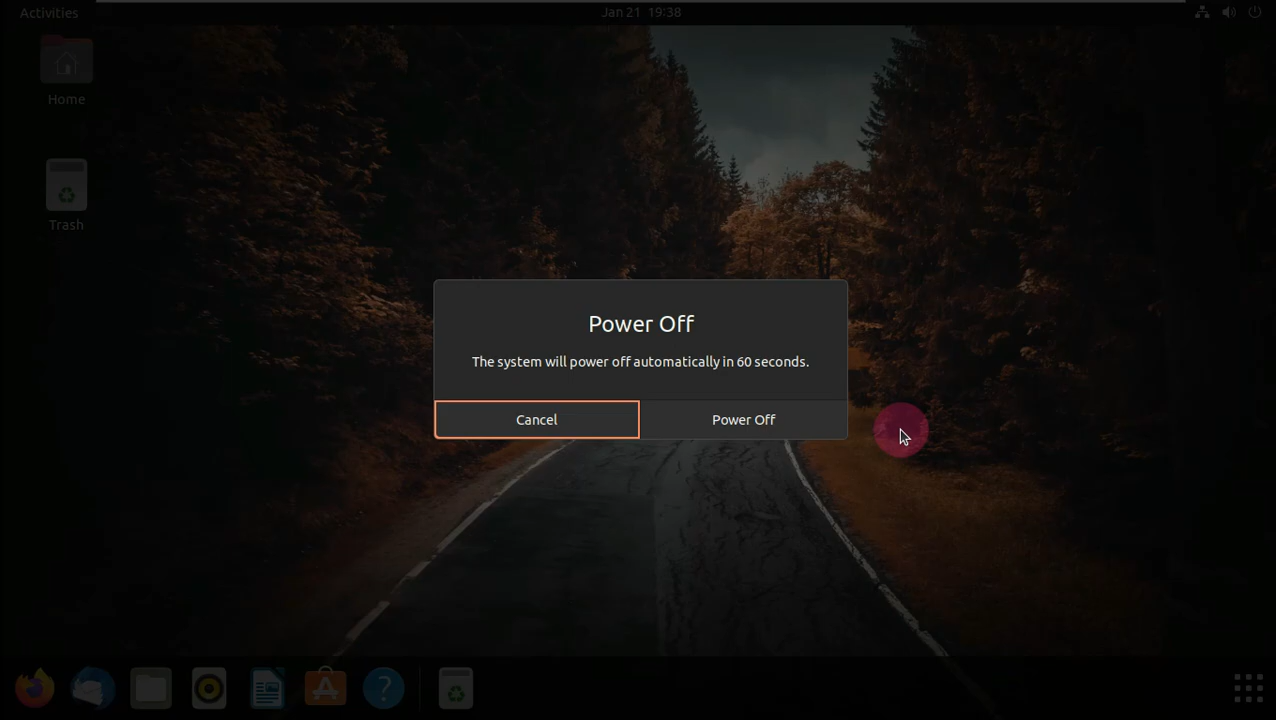 Activities
Jan 21 19:38
Home
Trash
Power Off
The system will power off automatically in 60 seconds.
Cancel
Power Off